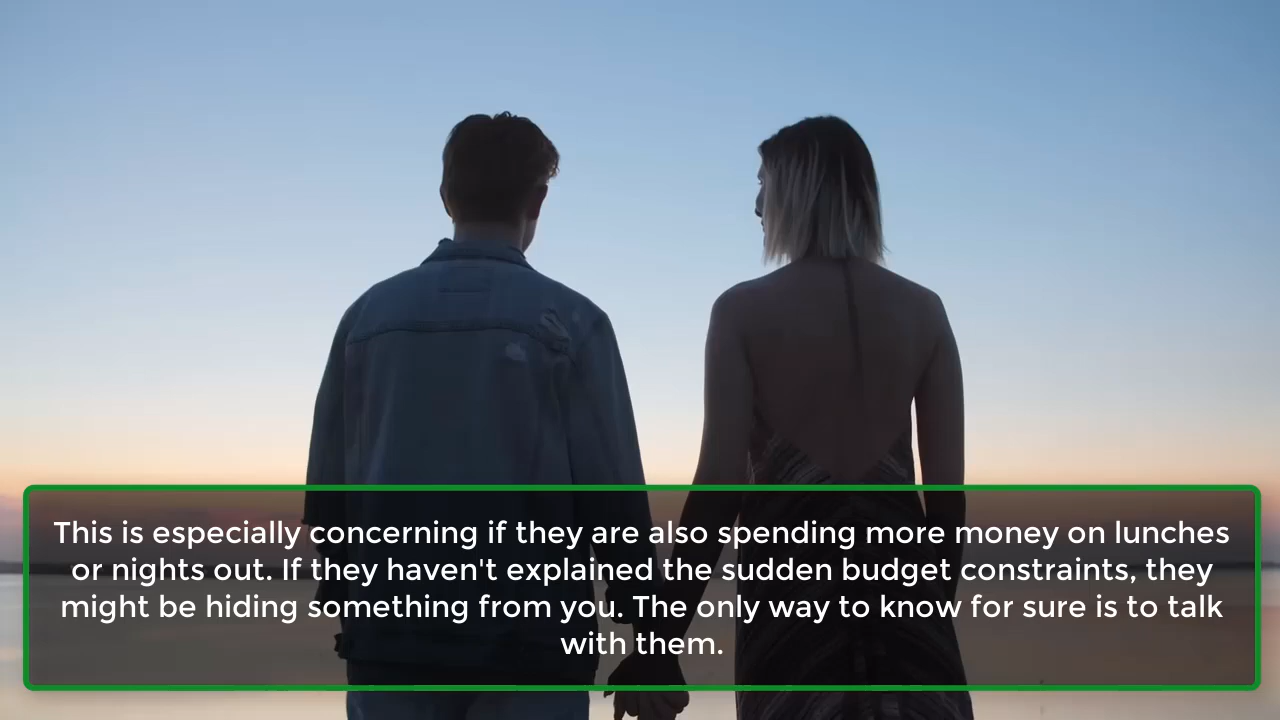 This is especially concerning if they are also spending more money on lunches
or nights out. If they haven't explained the sudden budget constraints, they
might be hiding something from you. The only way to know for sure is to talk
with them.